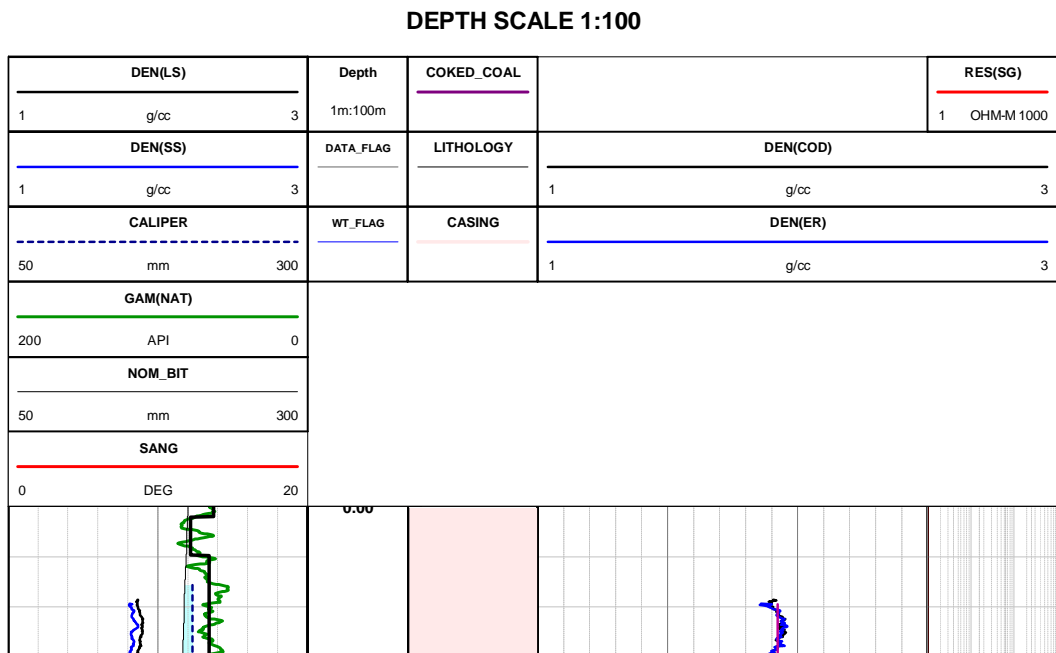 DEPTH SCALE 1:100
DEN(LS) Depth COKED_COAL RES(SG)
1 g/cc 3 1m:100m 1 OHM-M 1000
DEN(SS) DATA_FLAG LITHOLOGY DEN(COD)
1 g/cc 3 1 g/cc 3
CALIPER WT_FLAG CASING DEN(ER)
50 mm 300 1 g/cc 3
GAM(NAT)
200 API 0
NOM_BIT
50 mm 300
SANG
0 DEG 20
0.00